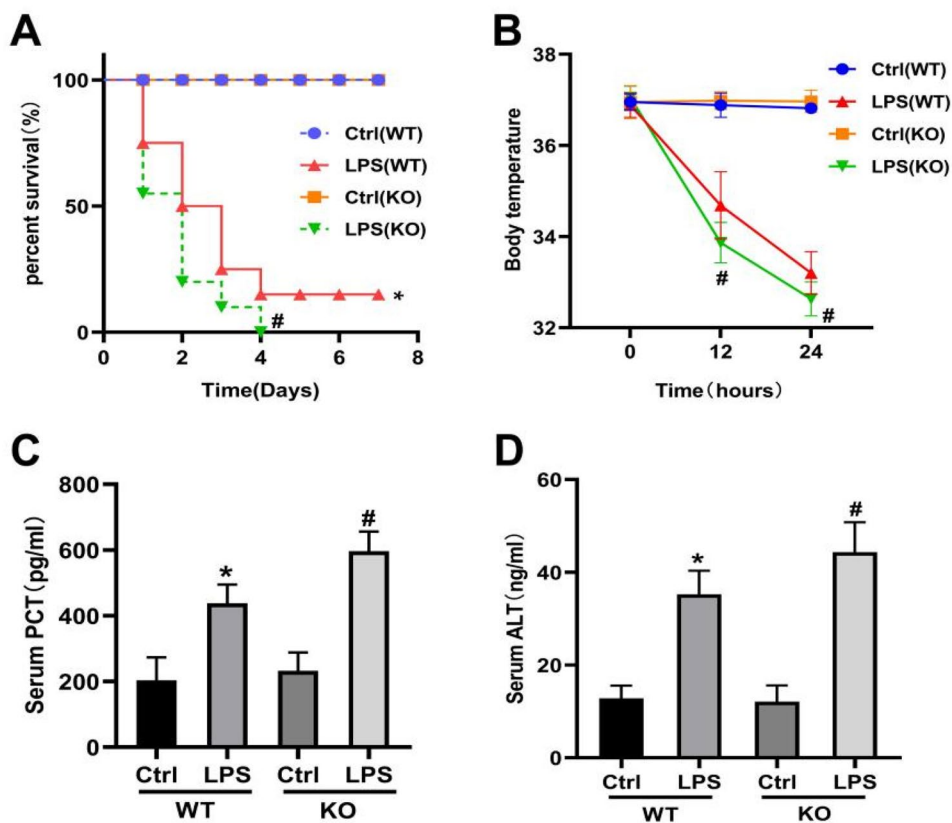 A
percent survival(%)
100
50
0
0 2 4 6 8
Time(Days)
Ctrl(WT)
LPS(WT)
Ctrl(KO)
LPS(KO)
*
#
B
Body temperature
38
36
34
32
0 12 24
Time(hours)
Ctrl(WT)
LPS(WT)
Ctrl(KO)
LPS(KO)
#
#
C
Serum PCT(pg/ml)
800
600
400
200
0
*
#
Ctrl LPS Ctrl LPS
WT KO
D
Serum ALT(ng/ml)
60
40
20
0
*
#
Ctrl LPS Ctrl LPS
WT KO